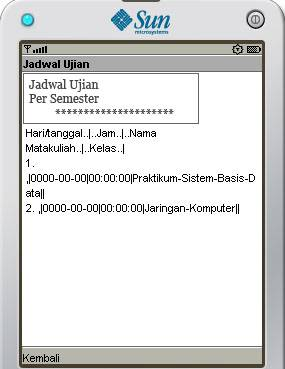 Sun
microsystems
Jadwal Ujian
Jadwal Ujian
Per Semester
*********************
Hari/tanggal..|..Jam..|..Nama
Matakuliah..|..Kelas..|
1.
,|0000-00-00|00:00:00|Praktikum-Sistem-Basis-D
ata||
2. ,|0000-00-00|00:00:00|Jaringan-Komputer||
Kembali